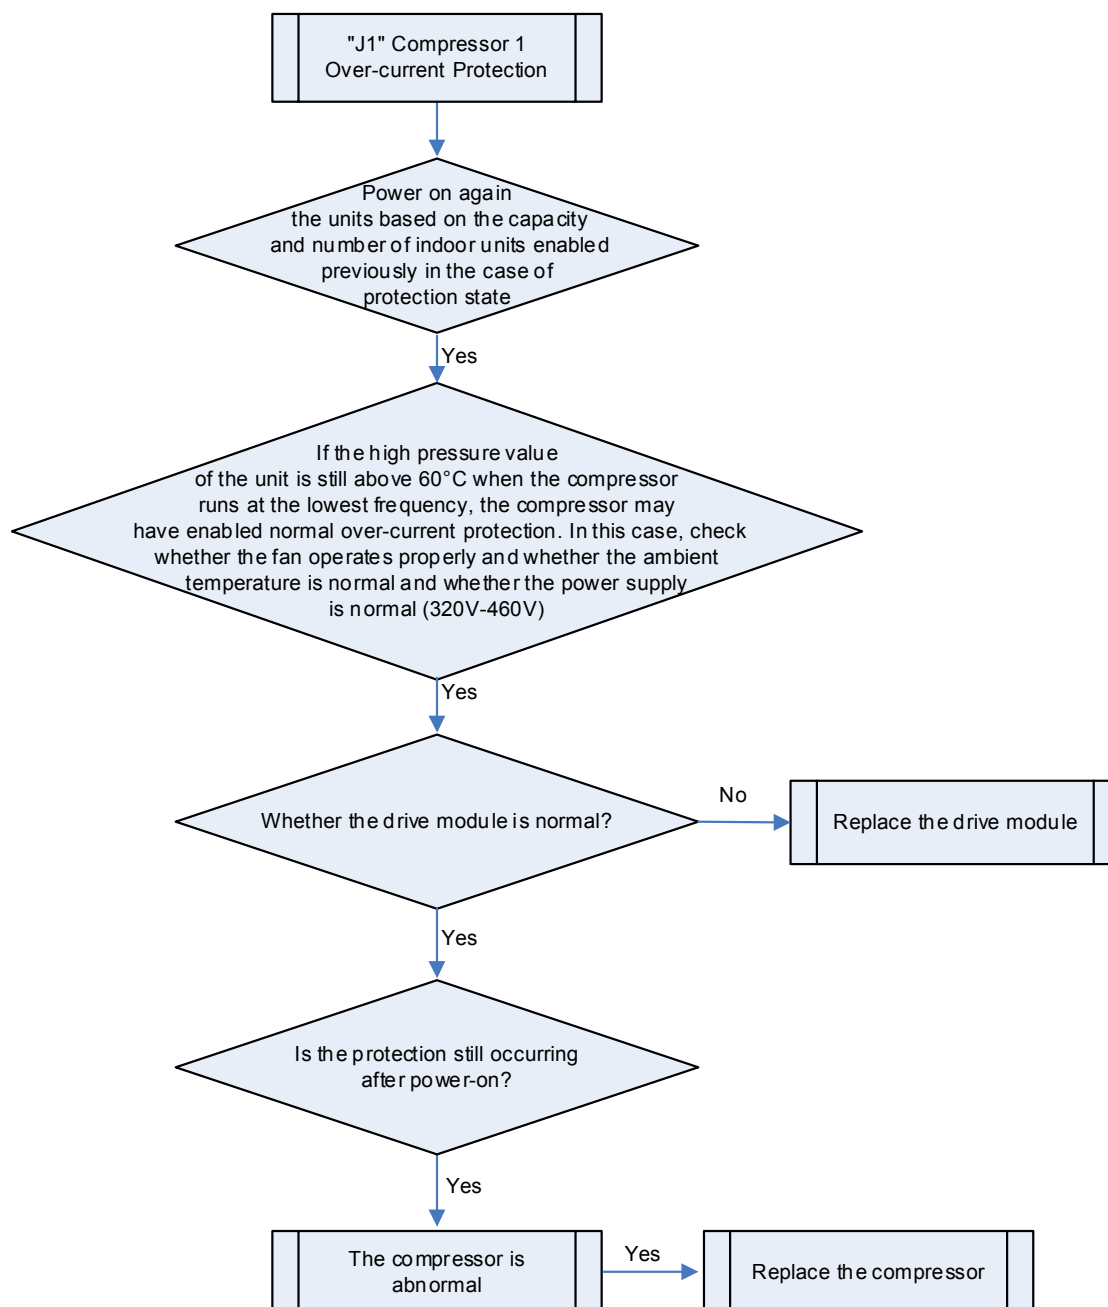 "J1" Compressor 1
Over-current Protection
Power on again
the units based on the capacity
and number of indoor units enabled
previously in the case of
protection state
Yes
If the high pressure value
of the unit is still above 60°C when the compressor
runs at the lowest frequency, the compressor may
have enabled normal over-current protection. In this case, check
whether the fan operates properly and whether the ambient
temperature is normal and whether the power supply
is normal (320V-460V)
Yes
Whether the drive module is normal?
No
Replace the drive module
Yes
Is the protection still occurring
after power-on?
Yes
The compressor is
abnormal
Yes
Replace the compressor